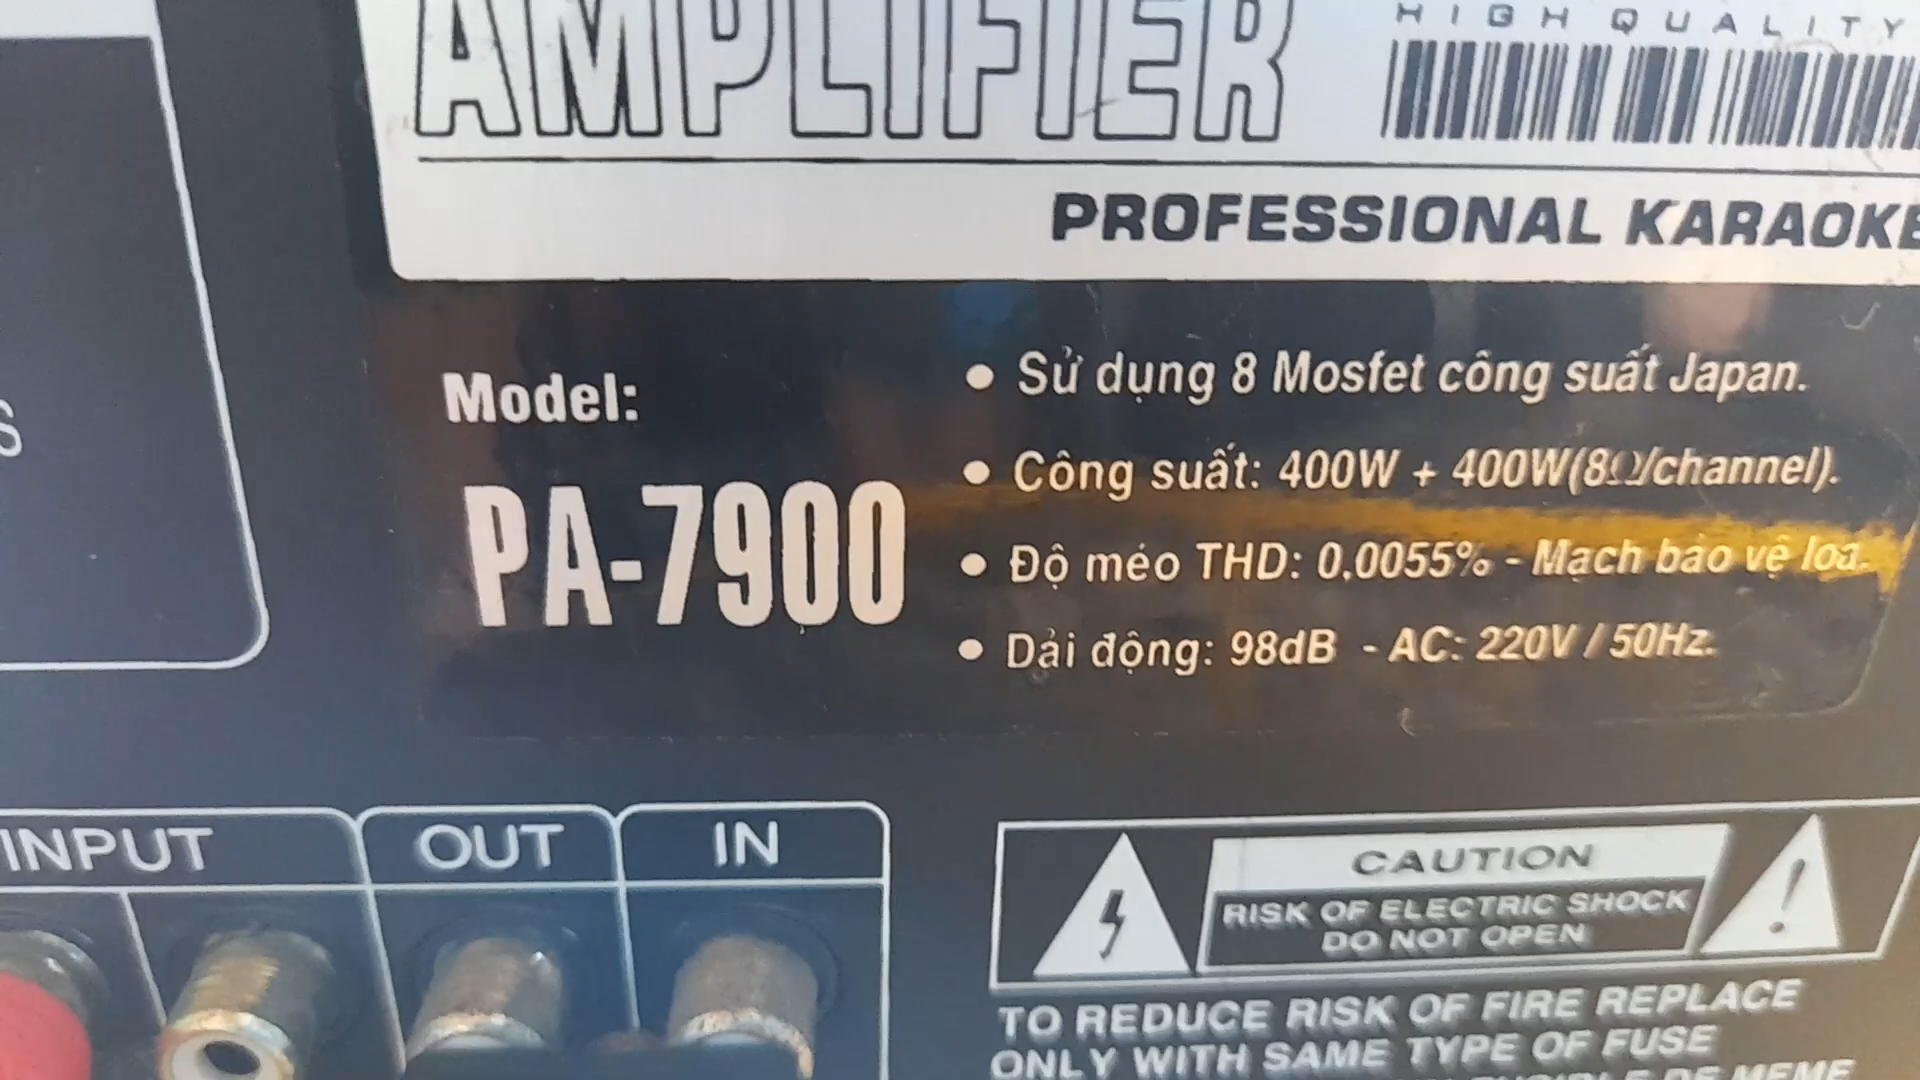 AMPLIFIER
HIGH QUALITY
PROFESSIONAL KARAOKE
Model:
PA-7900
• Sử dụng 8 Mosfet công suất Japan.
• Công suất: 400W + 400W(8Ω/channel).
• Độ méo THD: 0,0055% - Mạch bảo vệ loa.
• Dải động: 98dB - AC: 220V / 50Hz.
S
INPUT
OUT
IN
CAUTION
RISK OF ELECTRIC SHOCK
DO NOT OPEN
TO REDUCE RISK OF FIRE REPLACE
ONLY WITH SAME TYPE OF FUSE
DE MEME